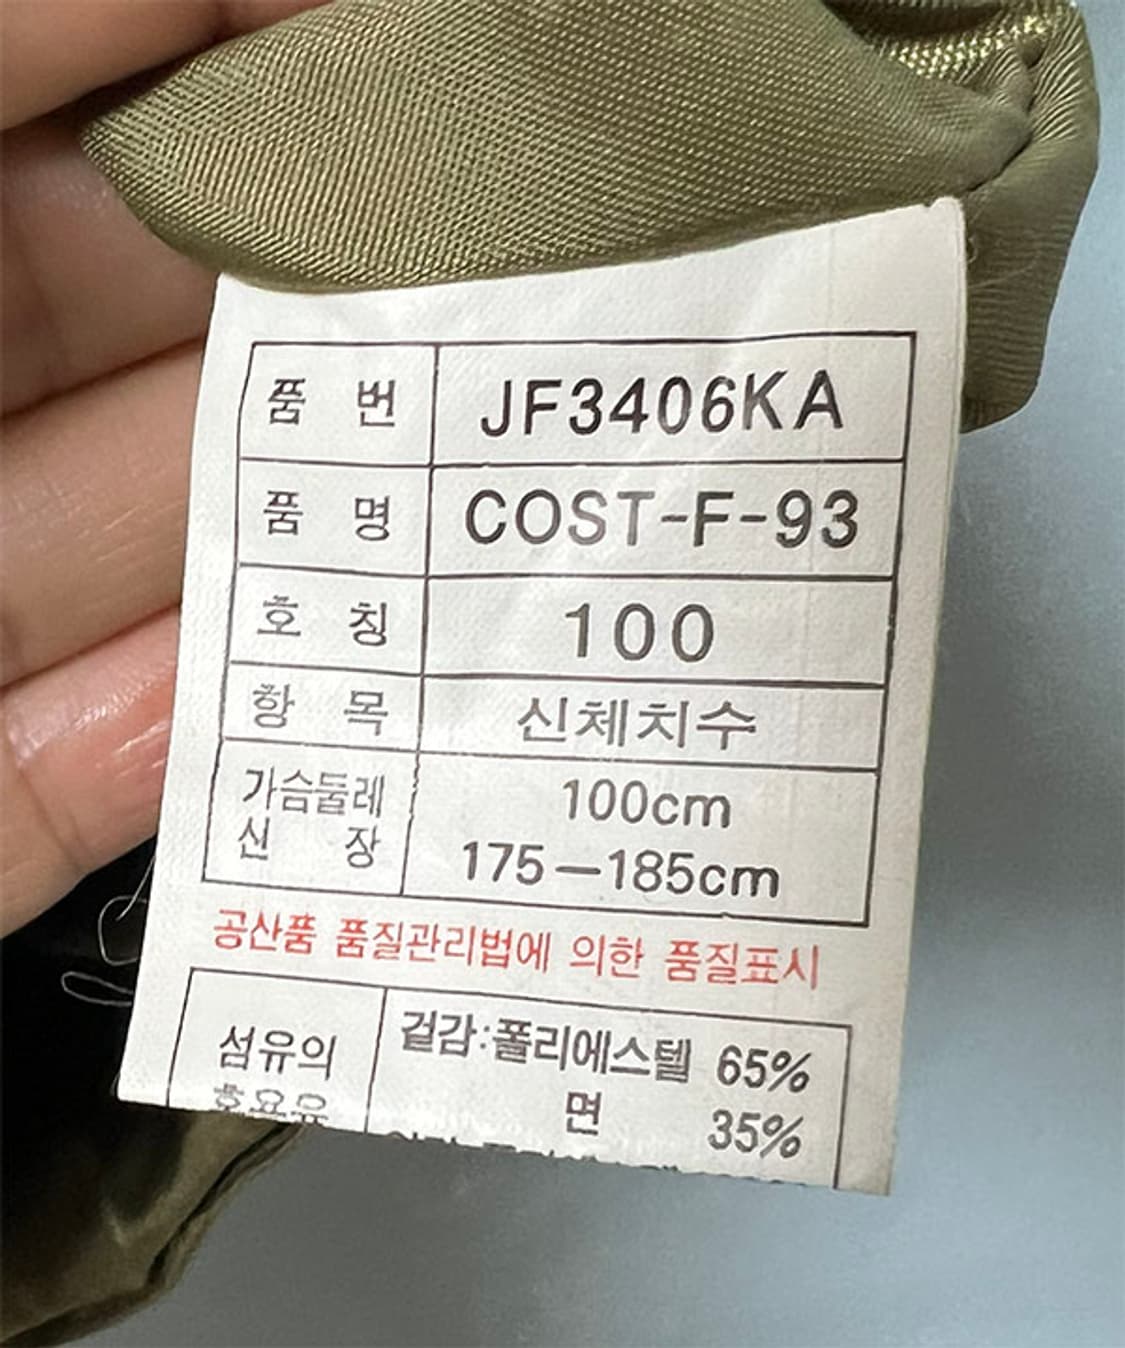 품 번 JF3406KA
품 명 COST-F-93
호 칭 100
항 목 신체치수
가슴둘레 100cm
신 장 175-185cm
공산품 품질관리법에 의한 품질표시
섬유의 겉감:폴리에스텔 65%
면 35%